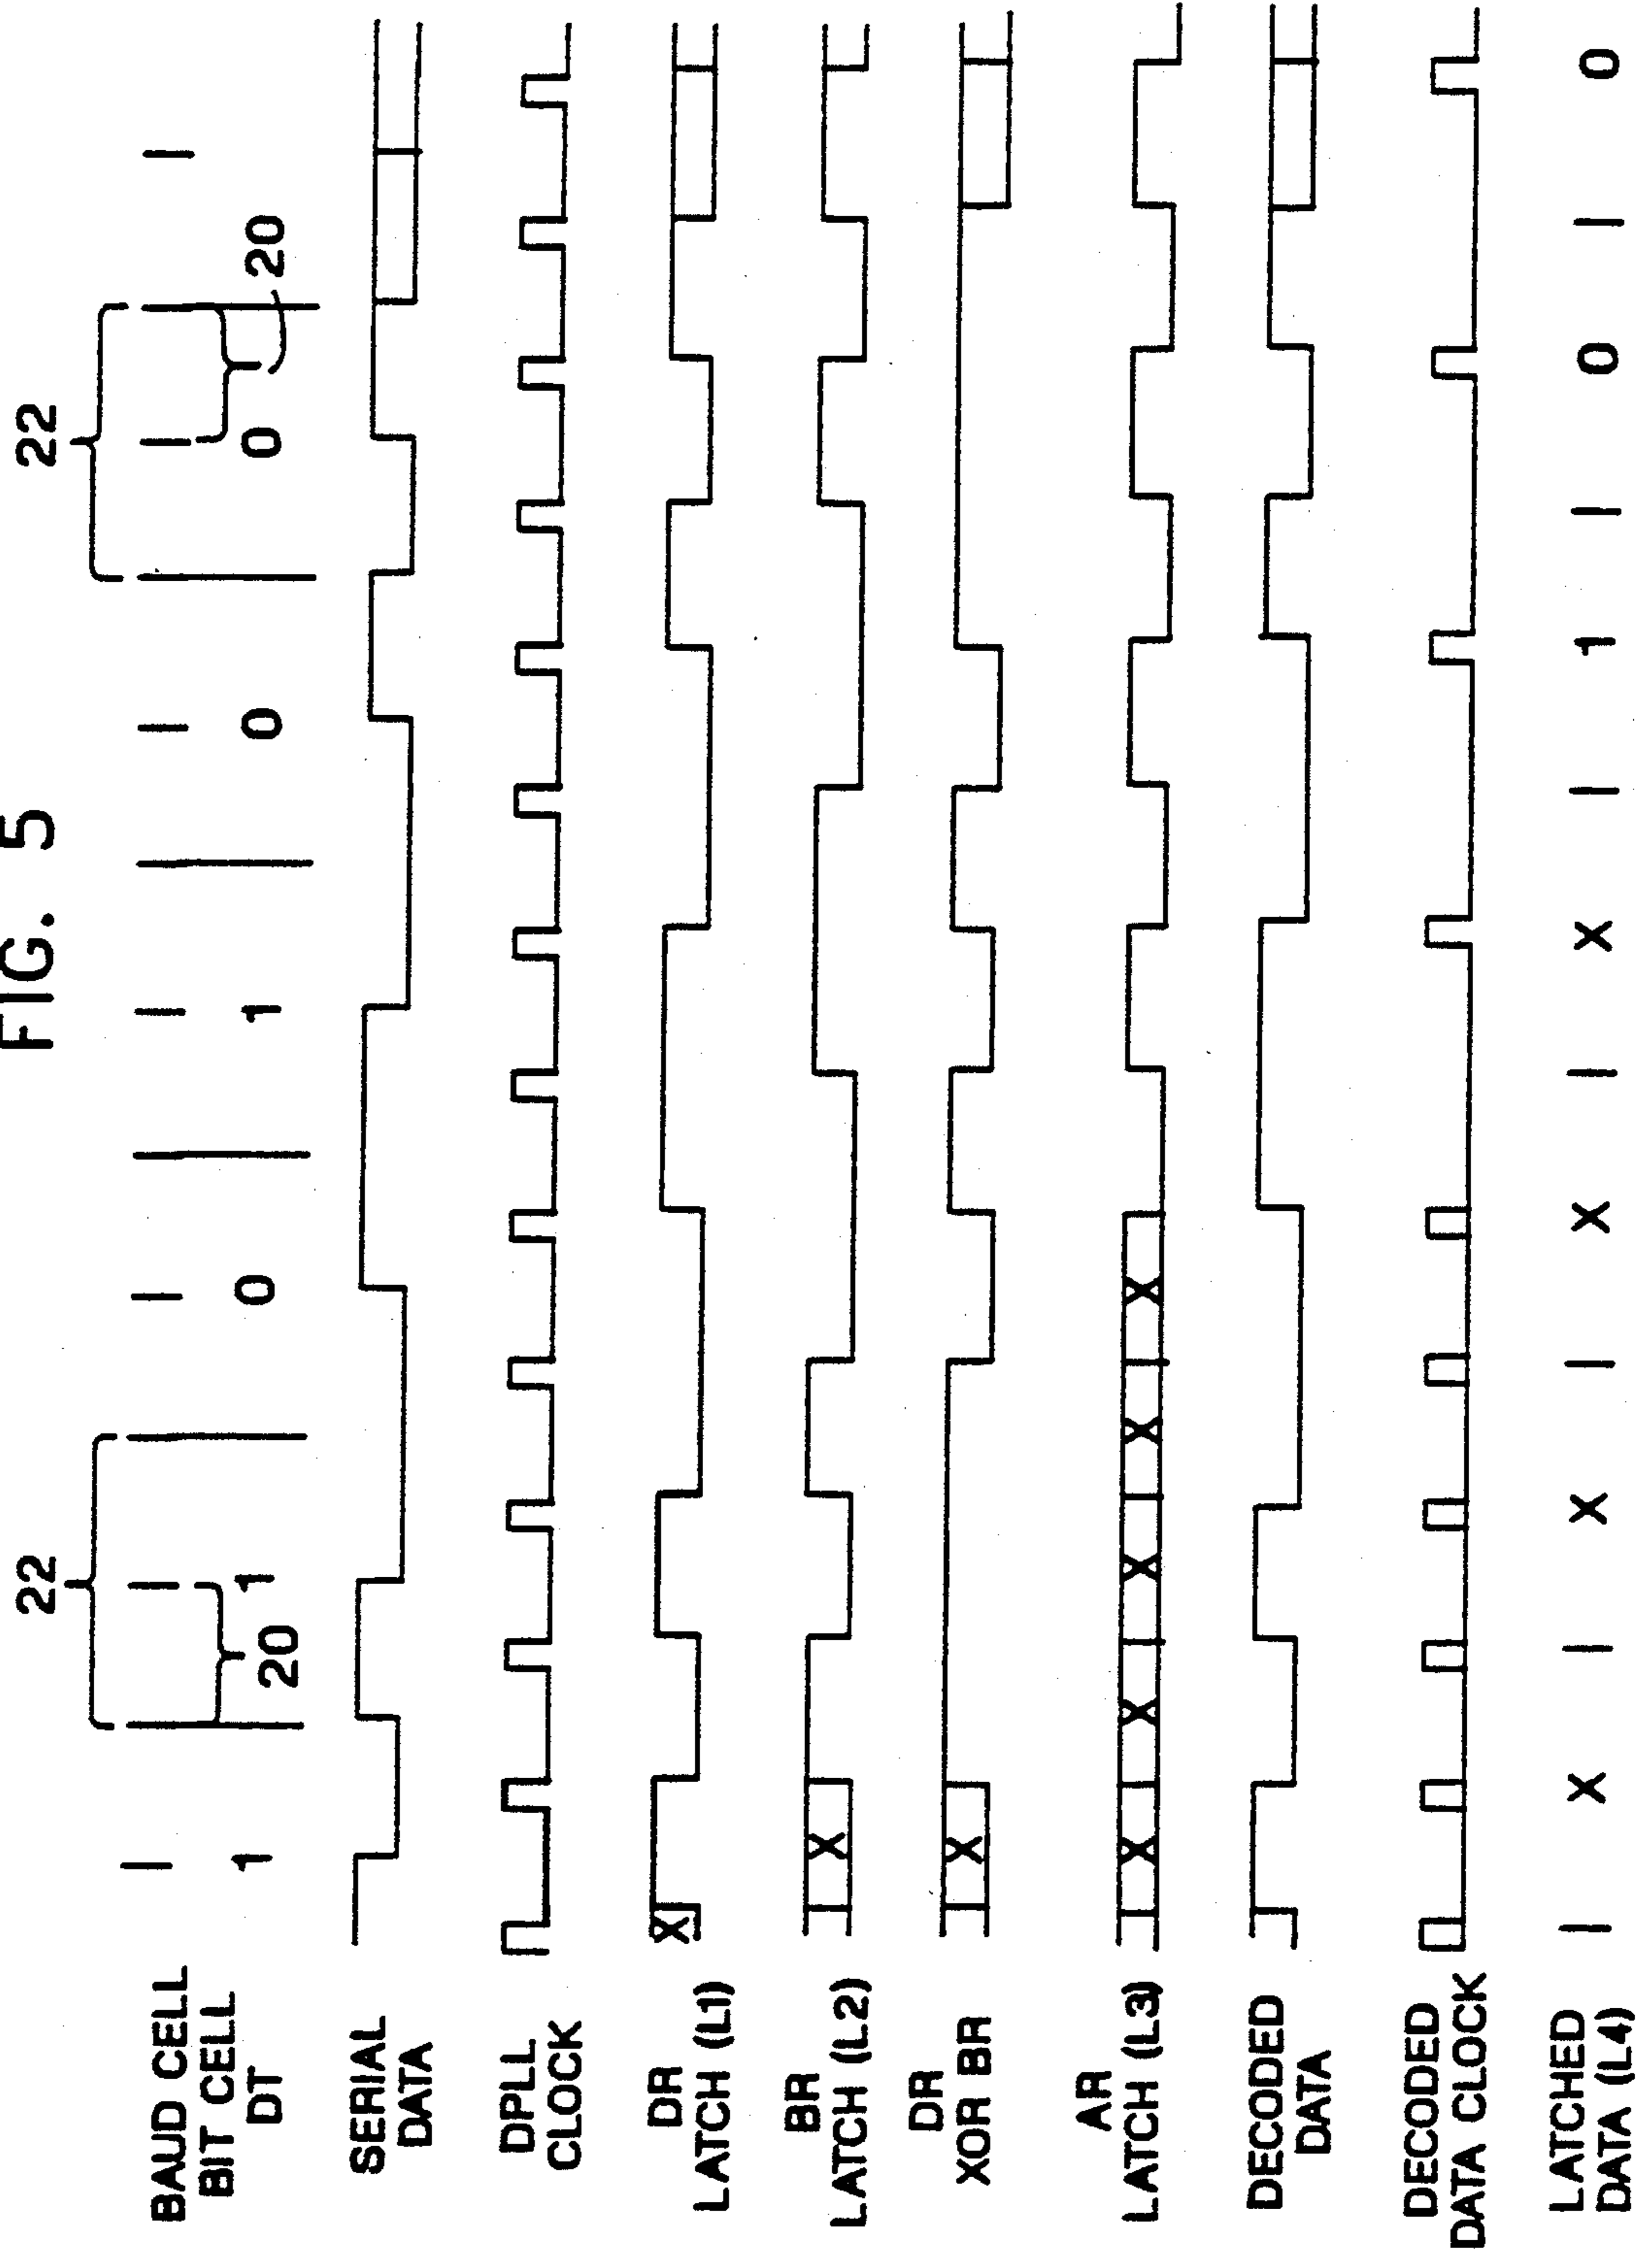 FIG. 5
22 22
BAUD CELL
BIT CELL
DT
1 1 0 1 0 0
20 20
SERIAL
DATA
DPLL
CLOCK
DR
LATCH (L1)
X
BR
LATCH (L2)
X
DR
XOR BR
X
AR
LATCH (L3)
X X X X X
DECODED
DATA
DECODED
DATA CLOCK
LATCHED
DATA (L4)
X X X X 1 0 0